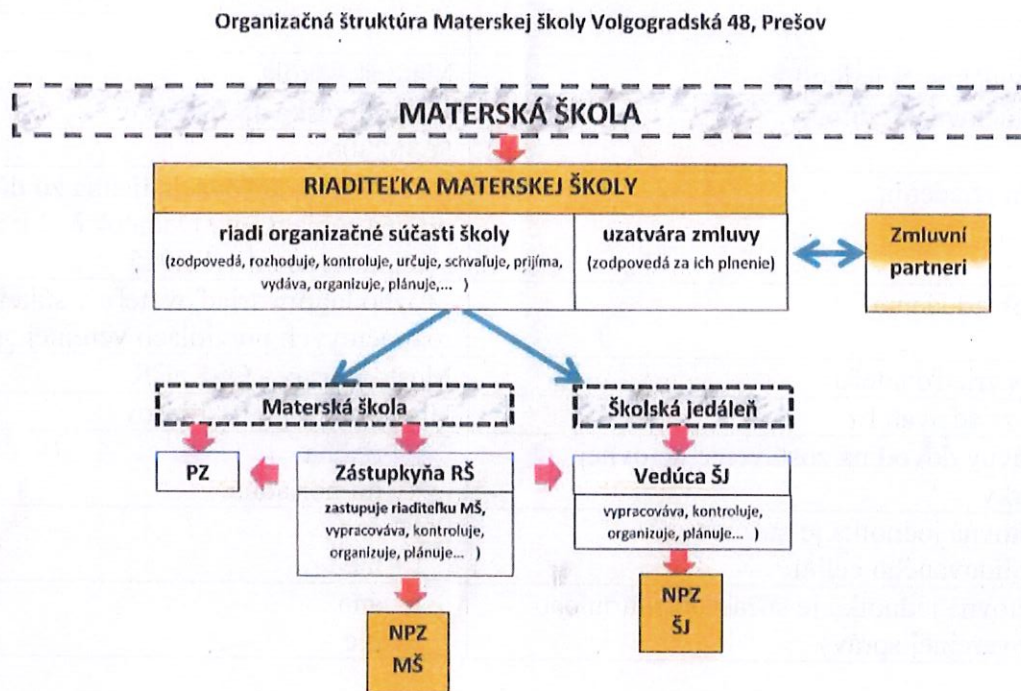 Organizačná štruktúra Materskej školy Volgogradská 48, Prešov
MATERSKÁ ŠKOLA
RIADITEĽKA MATERSKEJ ŠKOLY
riadi organizačné súčasti školy
(zodpovedá, rozhoduje, kontroluje, určuje, schvaľuje, prijíma,
vydáva, organizuje, plánuje,... )
uzatvára zmluvy
(zodpovedá za ich plnenie)
Zmluvní
partneri
Materská škola
Školská jedáleň
PZ
Zástupkyňa RŠ
zastupuje riaditeľku MŠ,
vypracováva, kontroluje,
organizuje, plánuje... )
Vedúca ŠJ
vypracováva, kontroluje,
organizuje, plánuje... )
NPZ
MŠ
NPZ
ŠJ